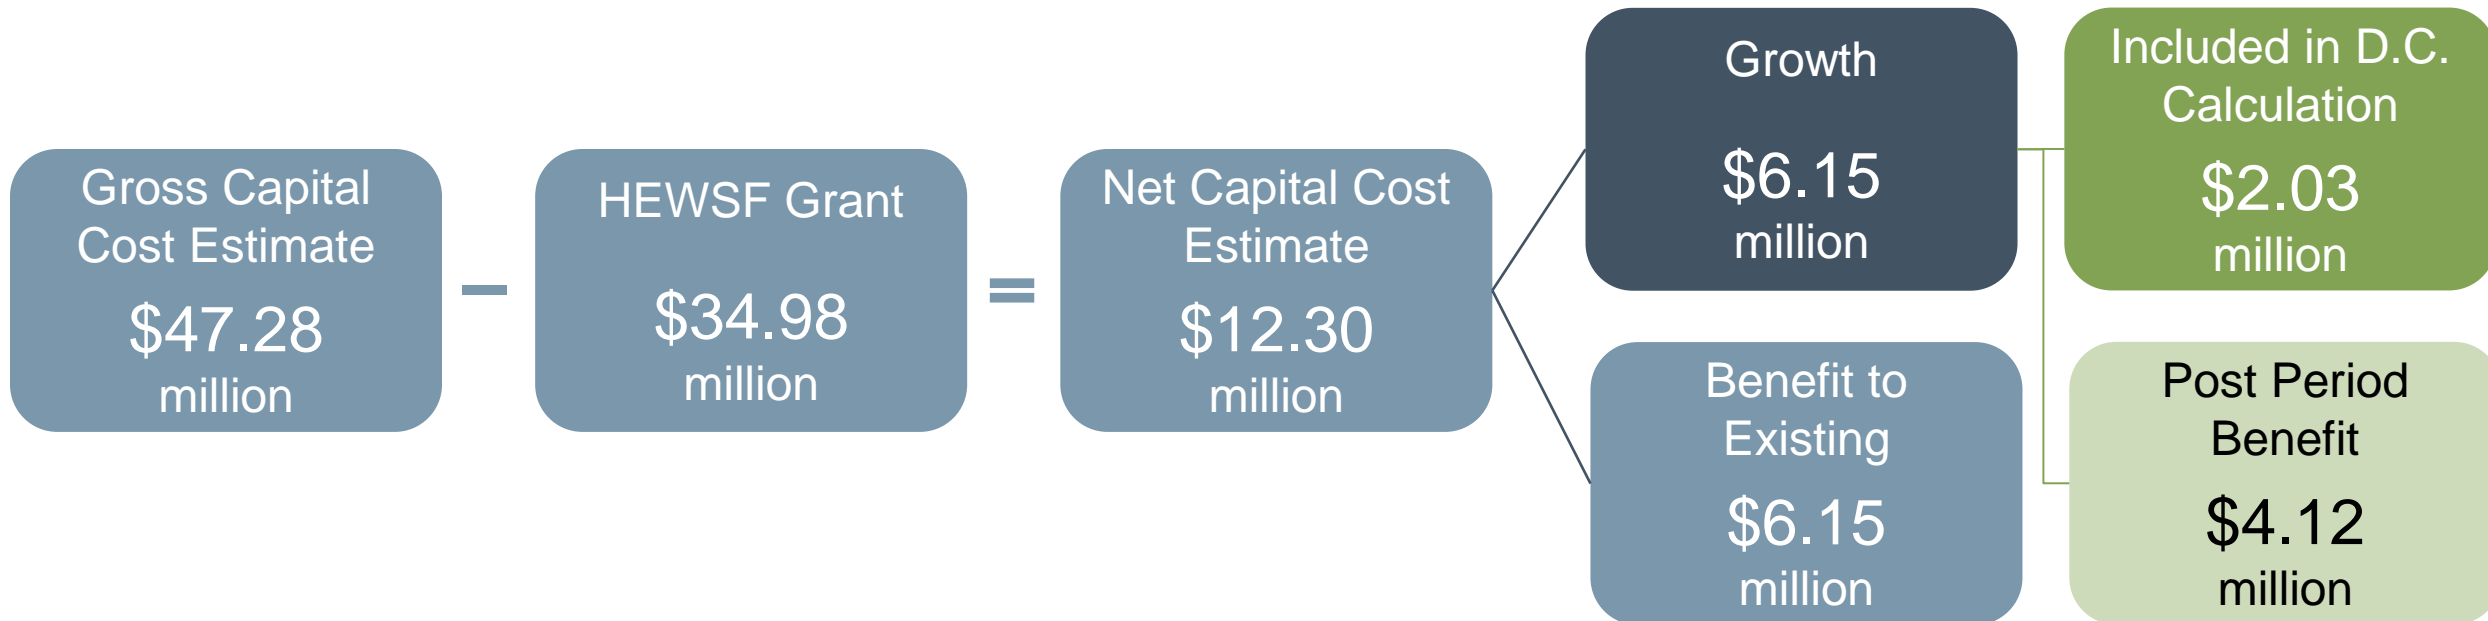 Gross Capital
Cost Estimate
$47.28
million
–
HEWSF Grant
$34.98
million
=
Net Capital Cost
Estimate
$12.30
million
Growth
$6.15
million
Benefit to
Existing
$6.15
million
Included in D.C.
Calculation
$2.03
million
Post Period
Benefit
$4.12
million